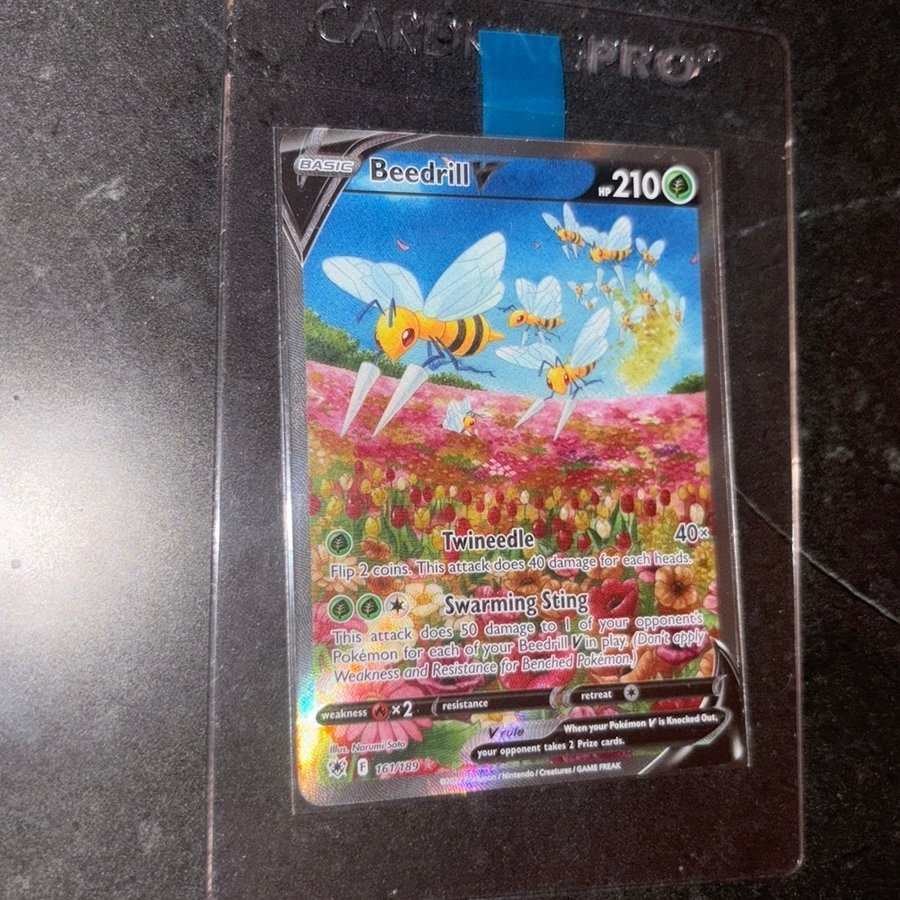 PRO®
BASIC Beedrill V HP 210
Twineedle 40×
Flip 2 coins. This attack does 40 damage for each heads.
Swarming Sting
This attack does 50 damage to 1 of your opponent's
Pokémon for each of your Beedrill V in play. (Don't apply
Weakness and Resistance for Benched Pokémon.)
weakness ×2 resistance retreat
V rule When your Pokémon V is Knocked Out,
your opponent takes 2 Prize cards.
Illus. Narumi Sato
F 161/189
©2022 Pokémon / Nintendo / Creatures / GAME FREAK